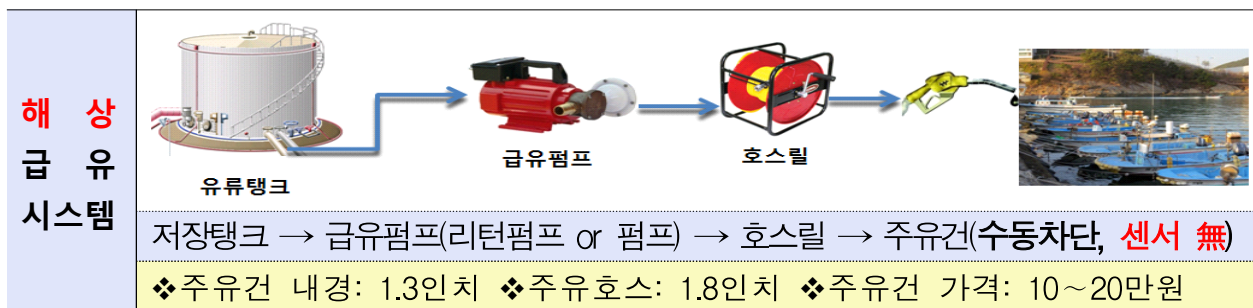 해 상
급 유
시스템
유류탱크
급유펌프
호스릴
저장탱크 → 급유펌프(리턴펌프 or 펌프) → 호스릴 → 주유건(수동차단, 센서 無)
❖주유건 내경: 1.3인치 ❖주유호스: 1.8인치 ❖주유건 가격: 10~20만원